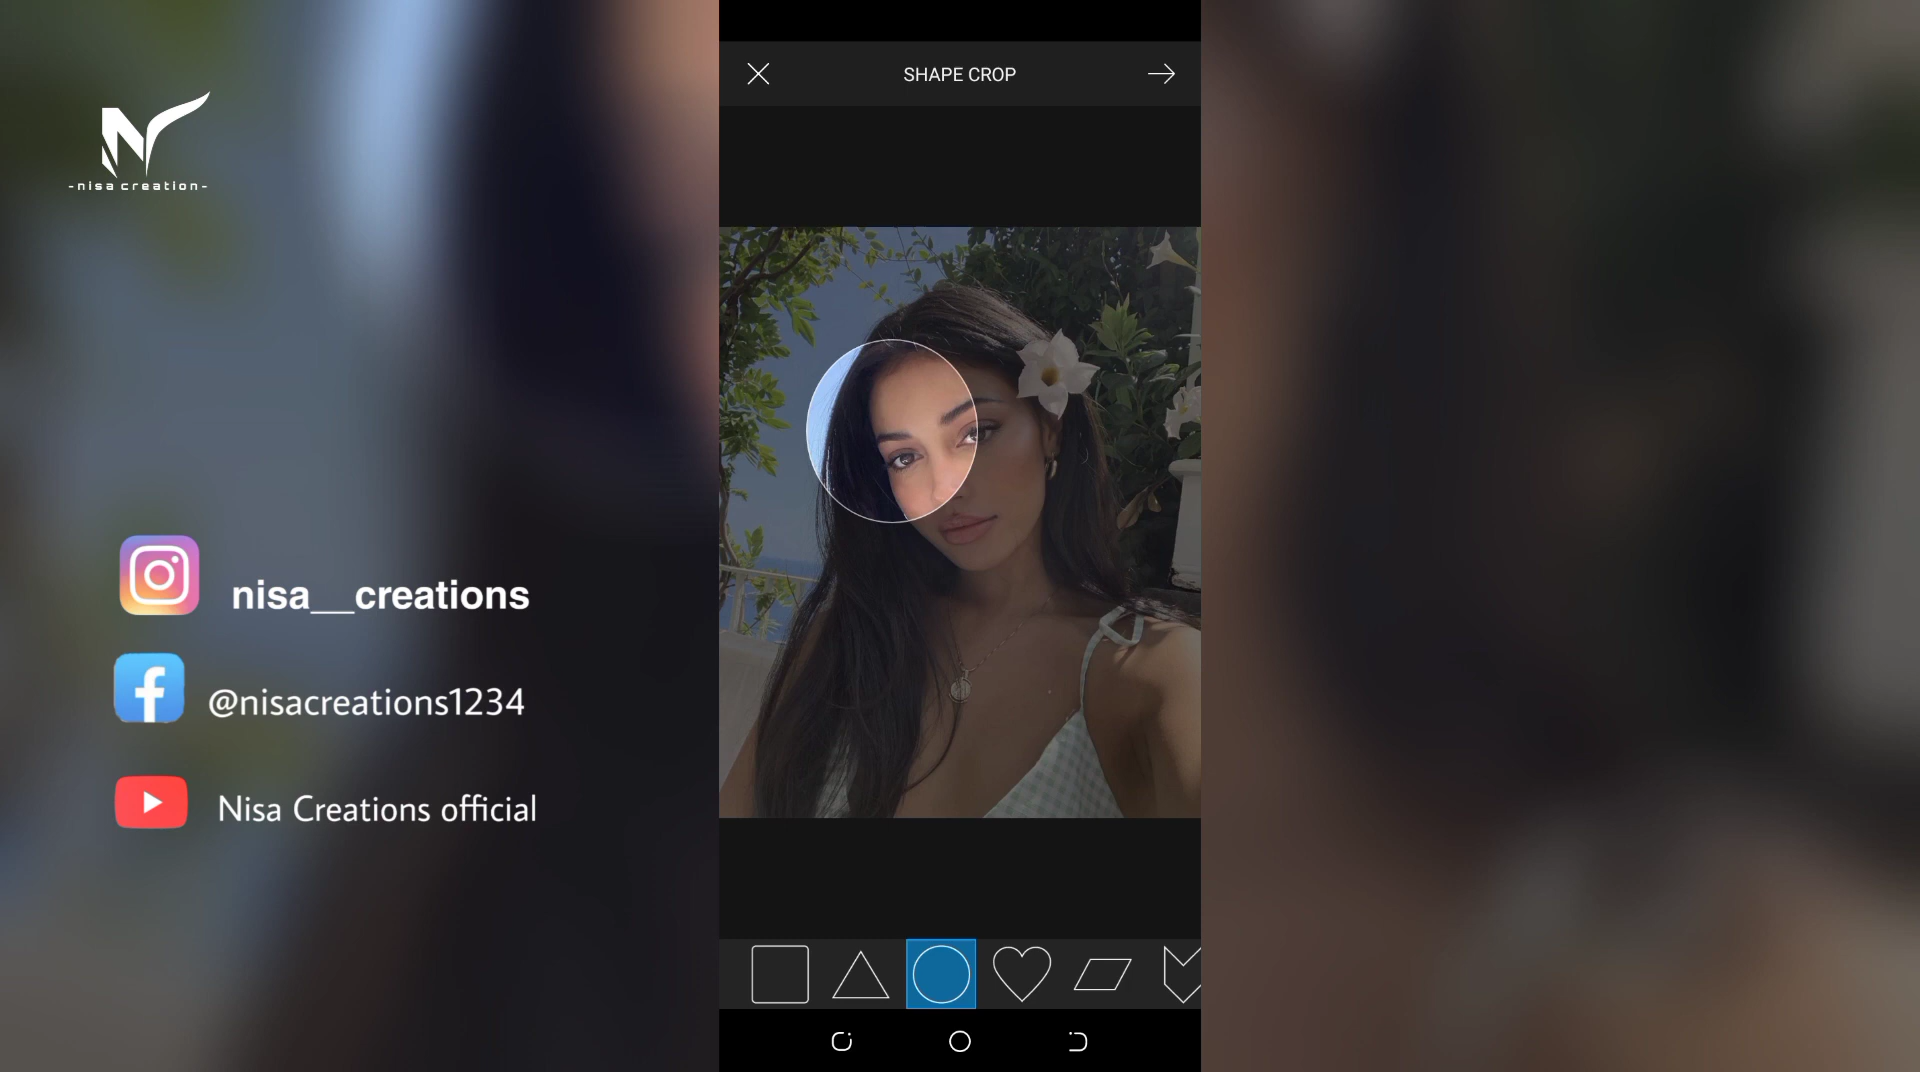 -nisa creation-
SHAPE CROP
nisa__creations
@nisacreations1234
Nisa Creations official